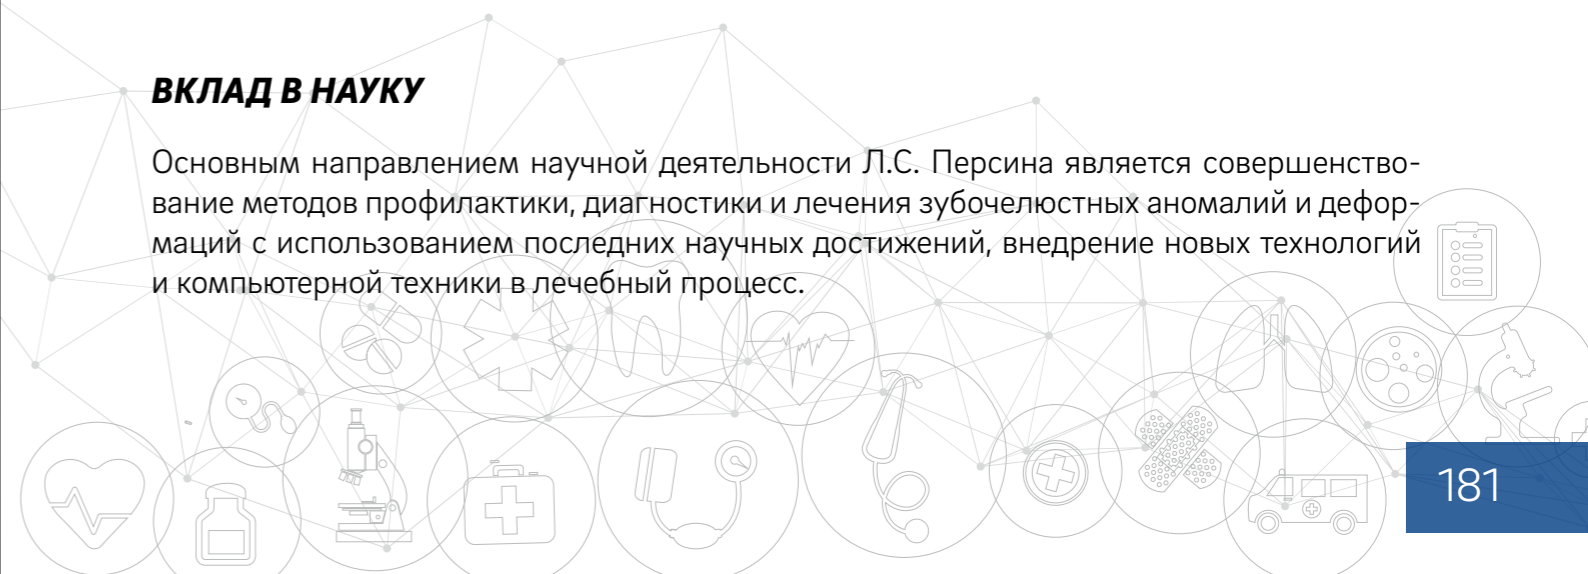 ВКЛАД В НАУКУ
Основным направлением научной деятельности Л.С. Персина является совершенство-
вание методов профилактики, диагностики и лечения зубочелюстных аномалий и дефор-
маций с использованием последних научных достижений, внедрение новых технологий
и компьютерной техники в лечебный процесс.
181